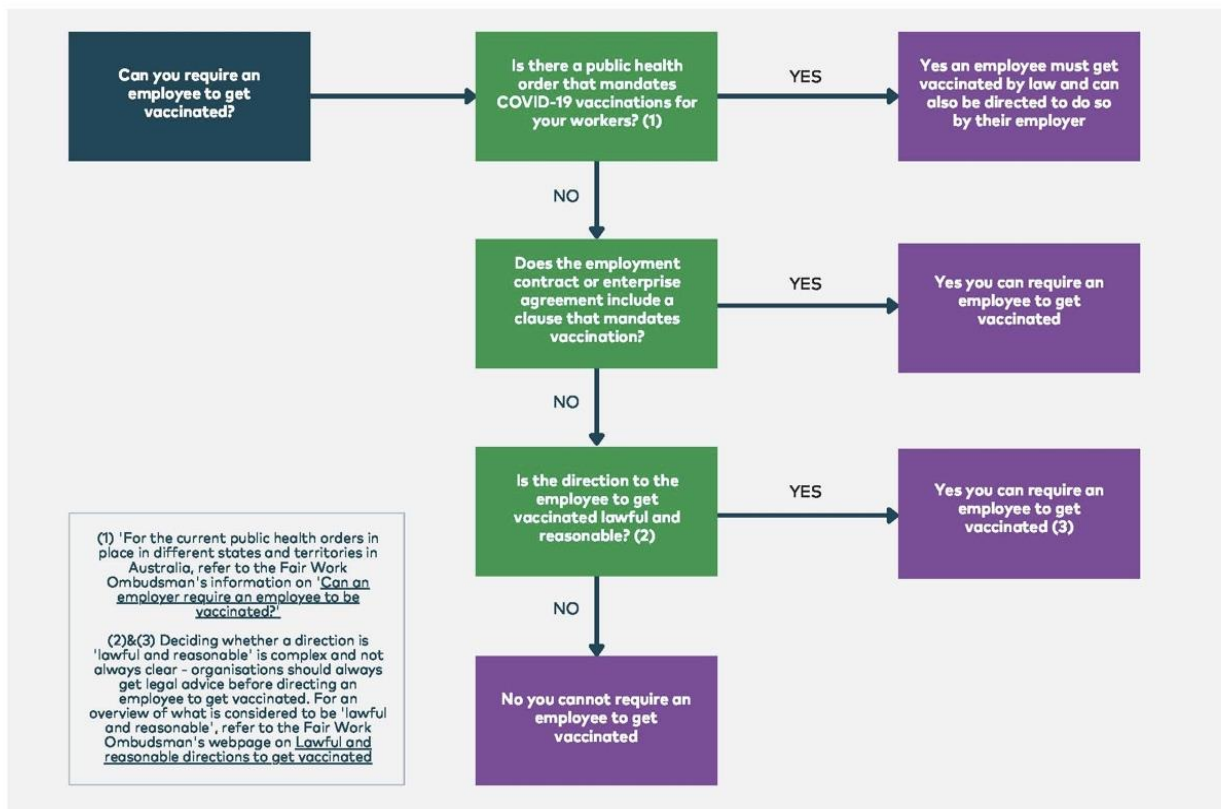 Can you require an
employee to get
vaccinated?
Is there a public health
order that mandates
COVID-19 vaccinations for
your workers? (1)
YES
Yes an employee must get
vaccinated by law and can
also be directed to do so
by their employer
NO
Does the employment
contract or enterprise
agreement include a
clause that mandates
vaccination?
YES
Yes you can require an
employee to get
vaccinated
NO
Is the direction to the
employee to get
vaccinated lawful and
reasonable? (2)
YES
Yes you can require an
employee to get
vaccinated (3)
NO
No you cannot require an
employee to get
vaccinated
(1) 'For the current public health orders in
place in different states and territories in
Australia, refer to the Fair Work
Ombudsman's information on 'Can an
employer require an employee to be
vaccinated?'
(2)&(3) Deciding whether a direction is
'lawful and reasonable' is complex and not
always clear - organisations should always
get legal advice before directing an
employee to get vaccinated. For an
overview of what is considered to be 'lawful
and reasonable', refer to the Fair Work
Ombudsman's webpage on Lawful and
reasonable directions to get vaccinated